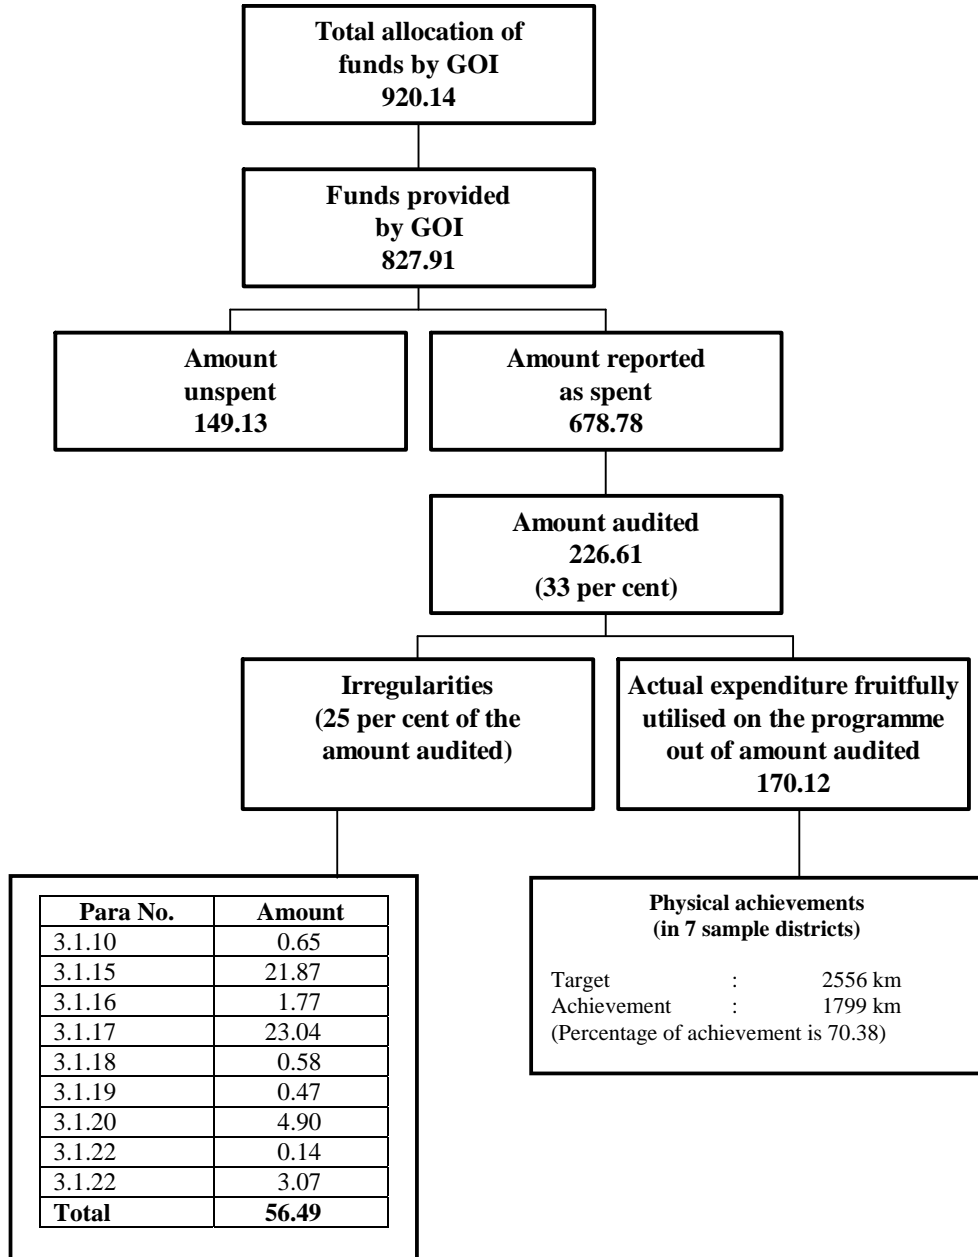 Total allocation of
funds by GOI
920.14
Funds provided
by GOI
827.91
Amount
unspent
149.13
Amount reported
as spent
678.78
Amount audited
226.61
(33 per cent)
Irregularities
(25 per cent of the
amount audited)
Actual expenditure fruitfully
utilised on the programme
out of amount audited
170.12
Para No. Amount
3.1.10 0.65
3.1.15 21.87
3.1.16 1.77
3.1.17 23.04
3.1.18 0.58
3.1.19 0.47
3.1.20 4.90
3.1.22 0.14
3.1.22 3.07
Total 56.49
Physical achievements
(in 7 sample districts)
Target : 2556 km
Achievement : 1799 km
(Percentage of achievement is 70.38)